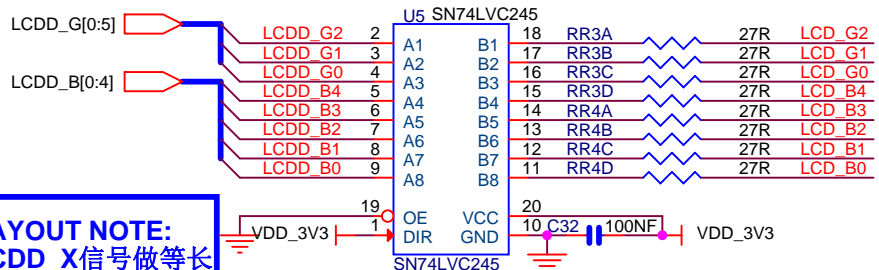 U5 SN74LVC245
LCDD_G[0:5]
LCDD_B[0:4]
LCDD_G2 2 A1 B1 18 RR3A 27R LCD_G2
LCDD_G1 3 A2 B2 17 RR3B 27R LCD_G1
LCDD_G0 4 A3 B3 16 RR3C 27R LCD_G0
LCDD_B4 5 A4 B4 15 RR3D 27R LCD_B4
LCDD_B3 6 A5 B5 14 RR4A 27R LCD_B3
LCDD_B2 7 A6 B6 13 RR4B 27R LCD_B2
LCDD_B1 8 A7 B7 12 RR4C 27R LCD_B1
LCDD_B0 9 A8 B8 11 RR4D 27R LCD_B0
19 OE VCC 20
VDD_3V3 1 DIR GND 10 C32 100NF VDD_3V3
SN74LVC245
AYOUT NOTE:
CDD_X信号做等长